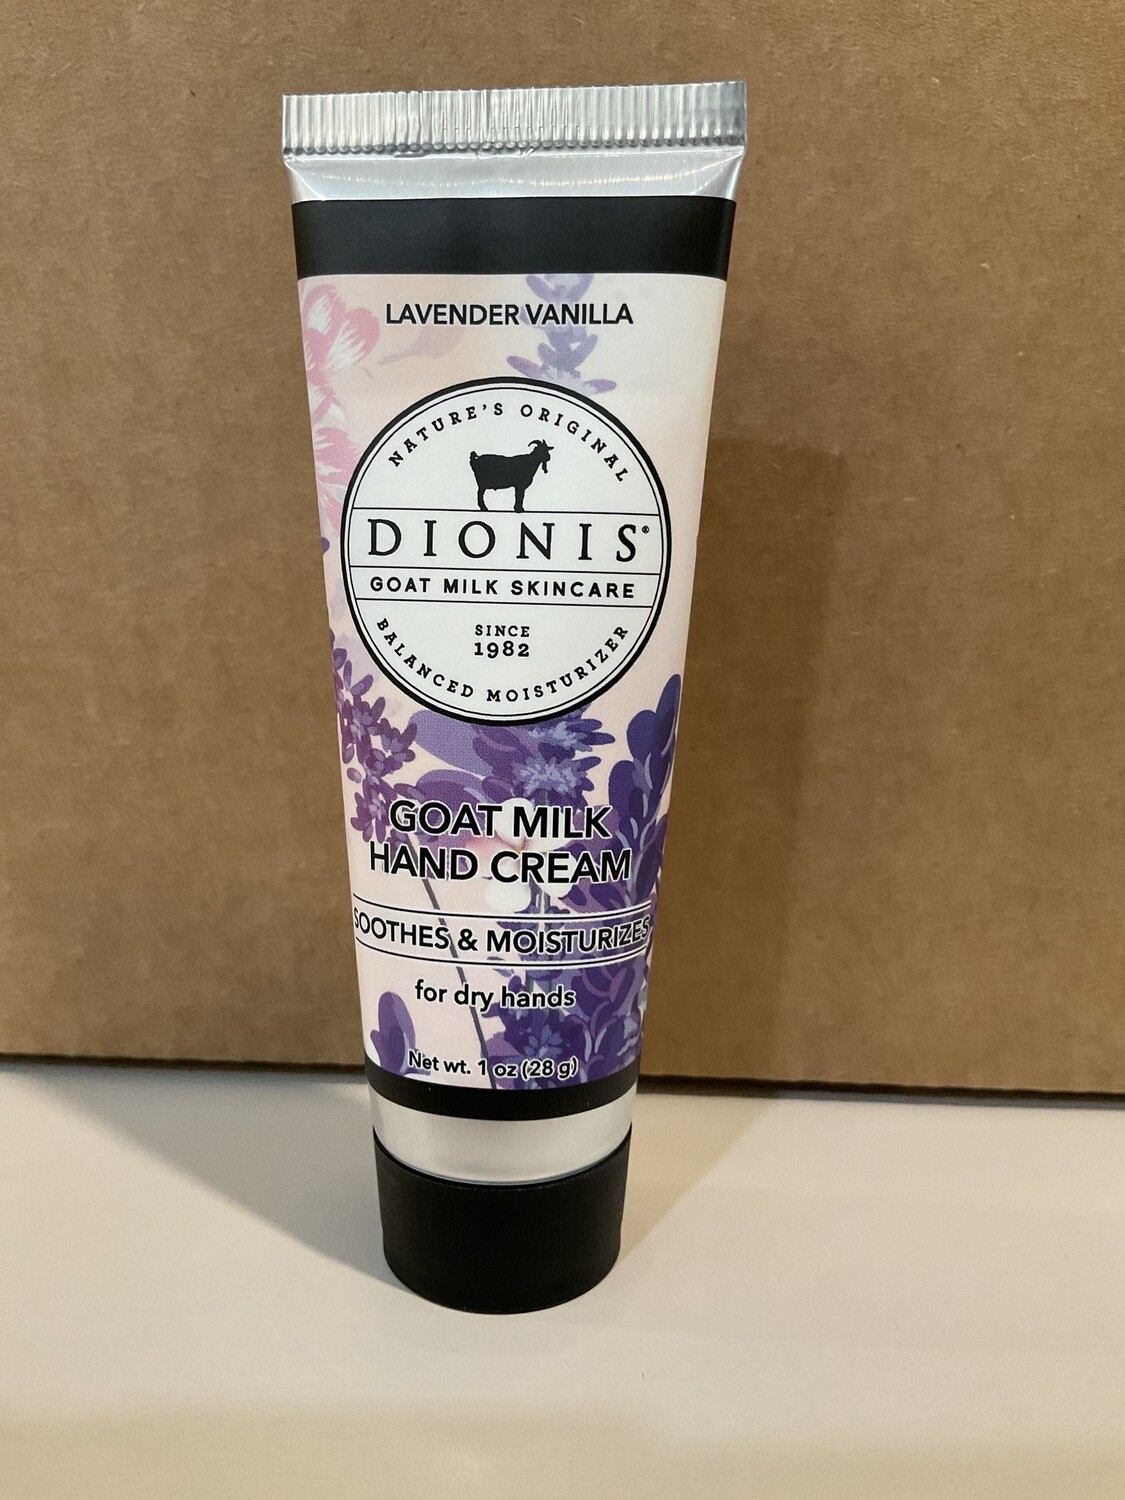 LAVENDER VANILLA
NATURE'S ORIGINAL
DIONIS®
GOAT MILK SKINCARE
SINCE
1982
BALANCED MOISTURIZER
GOAT MILK
HAND CREAM
SOOTHES & MOISTURIZES
for dry hands
Net wt. 1 oz (28 g)